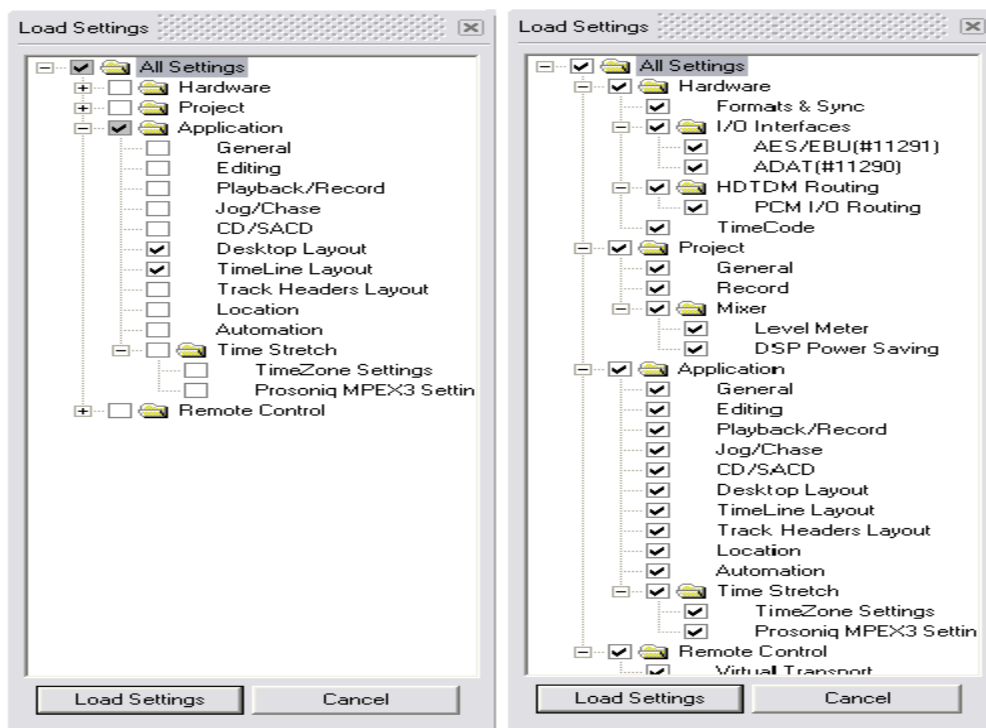 Load Settings
All Settings
Hardware
Project
Application
General
Editing
Playback/Record
Jog/Chase
CD/SACD
Desktop Layout
TimeLine Layout
Track Headers Layout
Location
Automation
Time Stretch
TimeZone Settings
Prosoniq MPEX3 Settin
Remote Control
Load Settings
Cancel
Load Settings
All Settings
Hardware
Formats & Sync
I/O Interfaces
AES/EBU(#11291)
ADAT(#11290)
HDTDM Routing
PCM I/O Routing
TimeCode
Project
General
Record
Mixer
Level Meter
DSP Power Saving
Application
General
Editing
Playback/Record
Jog/Chase
CD/SACD
Desktop Layout
TimeLine Layout
Track Headers Layout
Location
Automation
Time Stretch
TimeZone Settings
Prosoniq MPEX3 Settin
Remote Control
Virtual Transport
Load Settings
Cancel